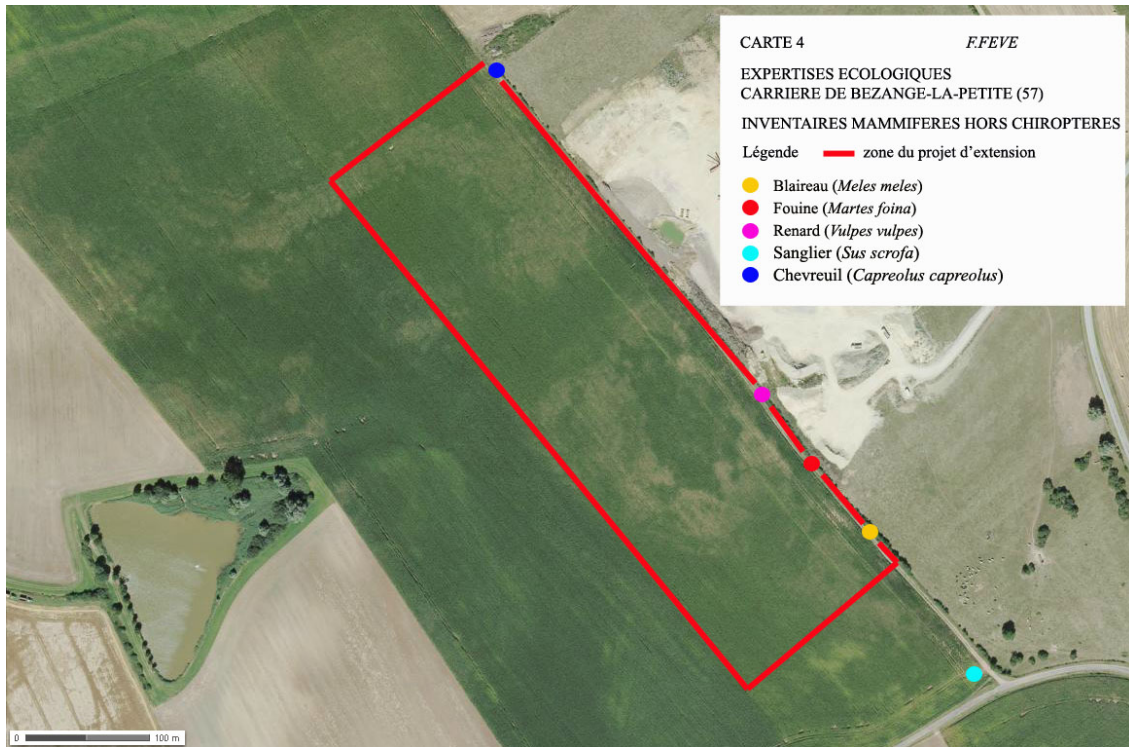 CARTE 4 F.FEVE
EXPERTISES ECOLOGIQUES
CARRIERE DE BEZANGE-LA-PETITE (57)
INVENTAIRES MAMMIFERES HORS CHIROPTERES
Légende zone du projet d'extension
Blaireau (Meles meles)
Fouine (Martes foina)
Renard (Vulpes vulpes)
Sanglier (Sus scrofa)
Chevreuil (Capreolus capreolus)
0 100 m